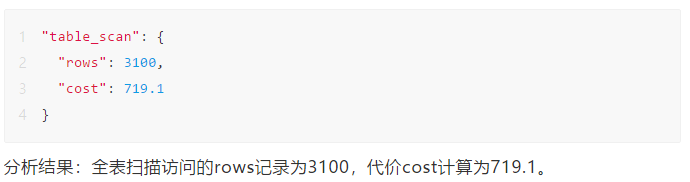 1 "table_scan": {
2 "rows": 3100,
3 "cost": 719.1
4 }
分析结果：全表扫描访问的rows记录为3100，代价cost计算为719.1。